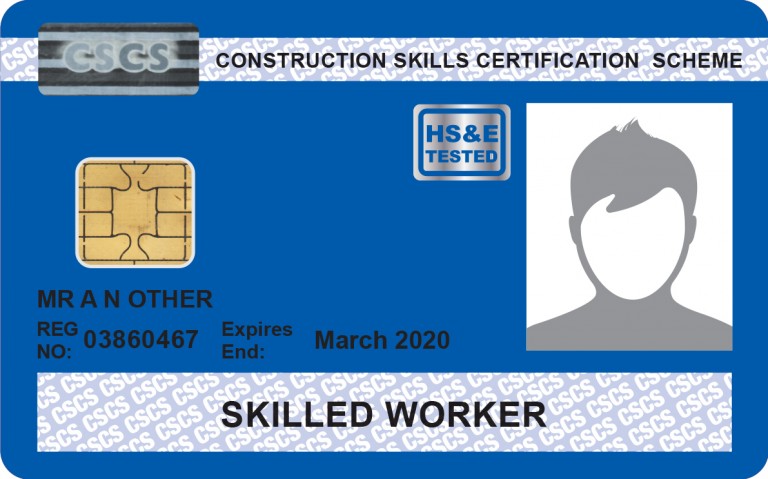 CSCS
CONSTRUCTION SKILLS CERTIFICATION SCHEME
HS&E
TESTED
MR A N OTHER
REG NO: 03860467 Expires End: March 2020
SKILLED WORKER